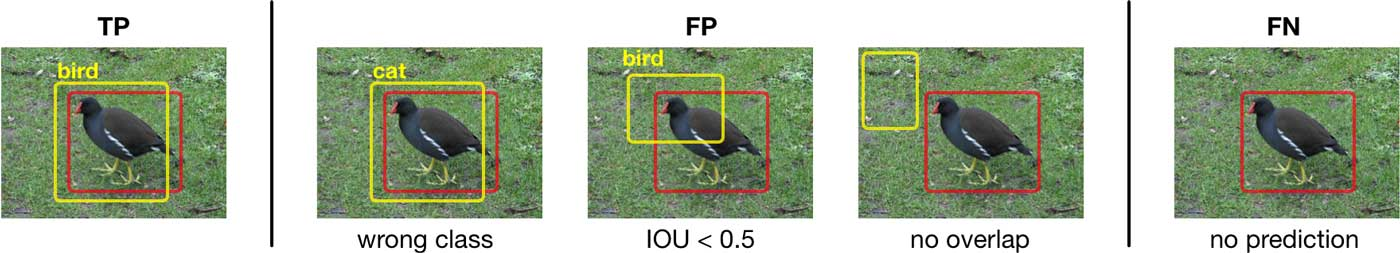 TP
FP
FN
bird
cat
bird
wrong class
IOU < 0.5
no overlap
no prediction